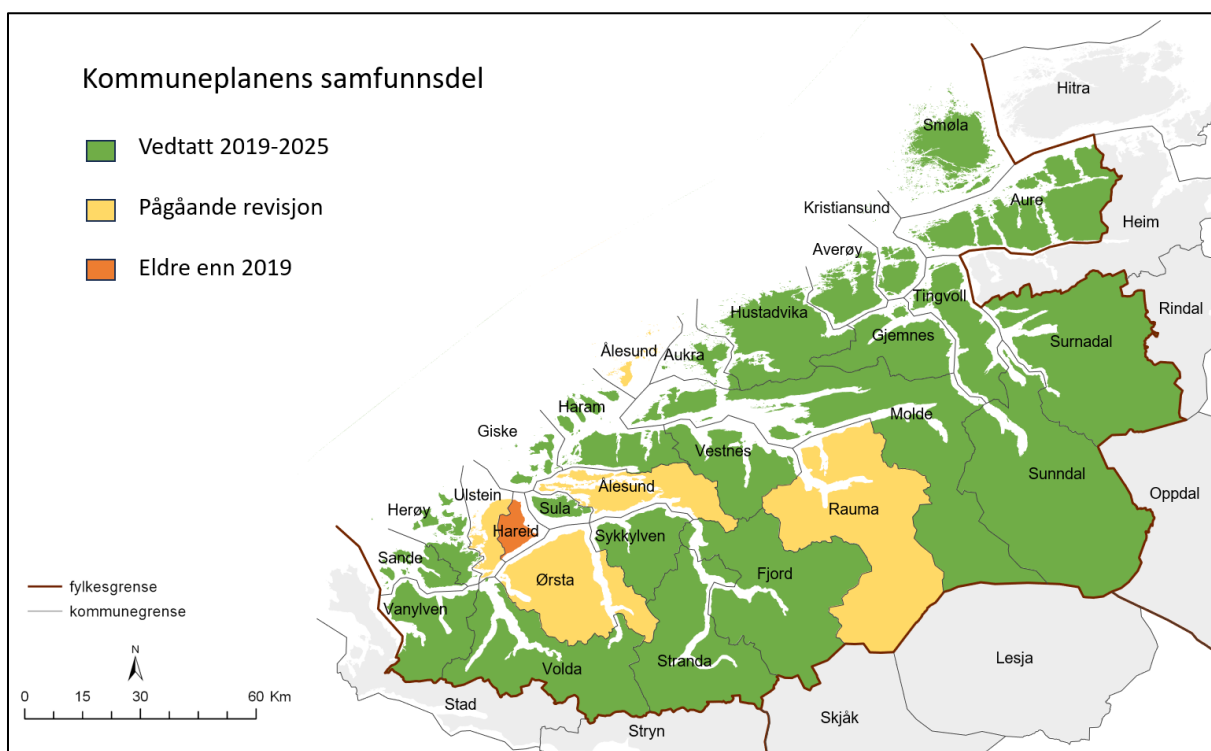 Kommuneplanens samfunnsdel
Vedtatt 2019-2025
Pågåande revisjon
Eldre enn 2019
Hitra
Smøla
Aure
Kristiansund
Heim
Averøy
Tingvoll
Rindal
Hustadvika
Gjemnes
Surnadal
Ålesund
Aukra
Haram
Molde
Giske
Vestnes
Sunndal
Oppdal
Ålesund
Ulstein
Herøy
Sula
Rauma
Hareid
Sykkylven
Sande
Ørsta
Fjord
fylkesgrense
Vanylven
kommunegrense
N
Lesja
Volda
Stranda
0 15 30 60 Km
Stad
Skjåk
Stryn